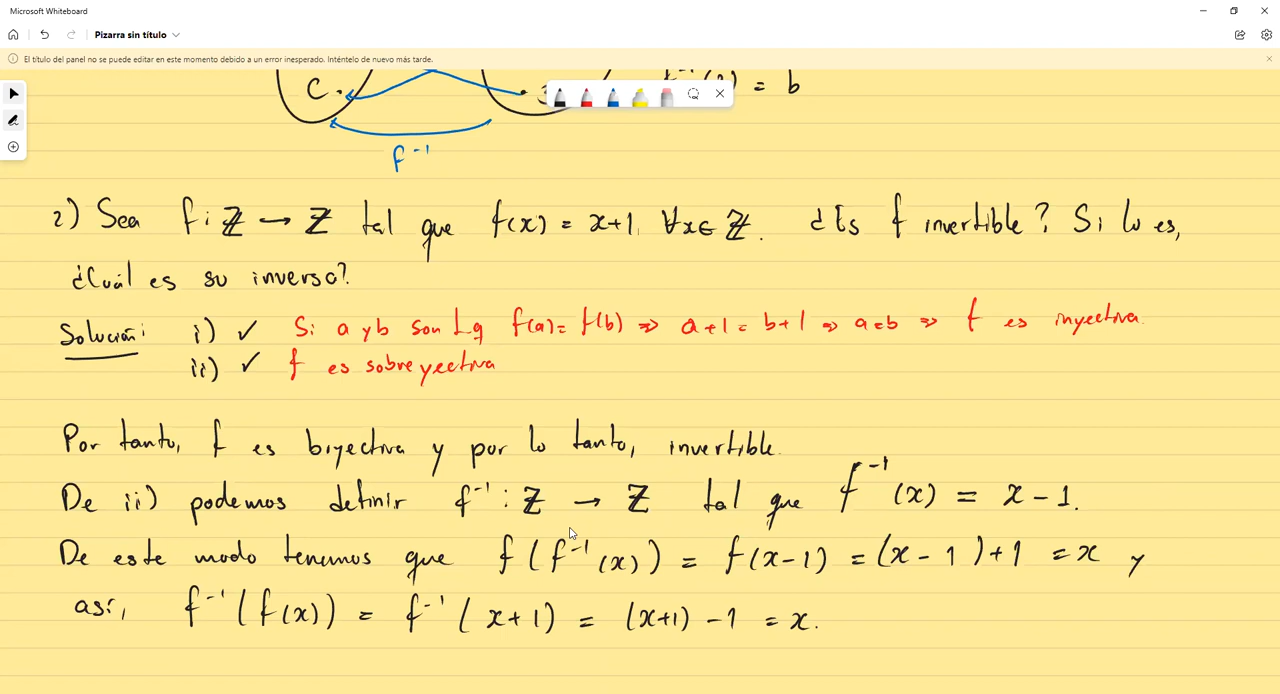 Microsoft Whiteboard
Pizarra sin título
El título del panel no se puede editar en este momento debido a un error inesperado. Inténtelo de nuevo más tarde.
C.
= b
f⁻¹
2) Sea f: ℤ → ℤ tal que f(x) = x+1, ∀x∈ ℤ. ¿Es f invertible? Si lo es,
¿Cuál es su inversa?
Solución: i) ✓ Si a y b son tq f(a) = f(b) ⇒ a+1 = b+1 ⇒ a=b ⇒ f es inyectiva.
ii) ✓ f es sobreyectiva
Por tanto, f es biyectiva y por lo tanto, invertible.
De ii) podemos definir f⁻¹: ℤ → ℤ tal que f⁻¹(x) = x-1.
De este modo tenemos que f(f⁻¹(x)) = f(x-1) = (x-1)+1 = x y
así, f⁻¹(f(x)) = f⁻¹(x+1) = (x+1)-1 = x.